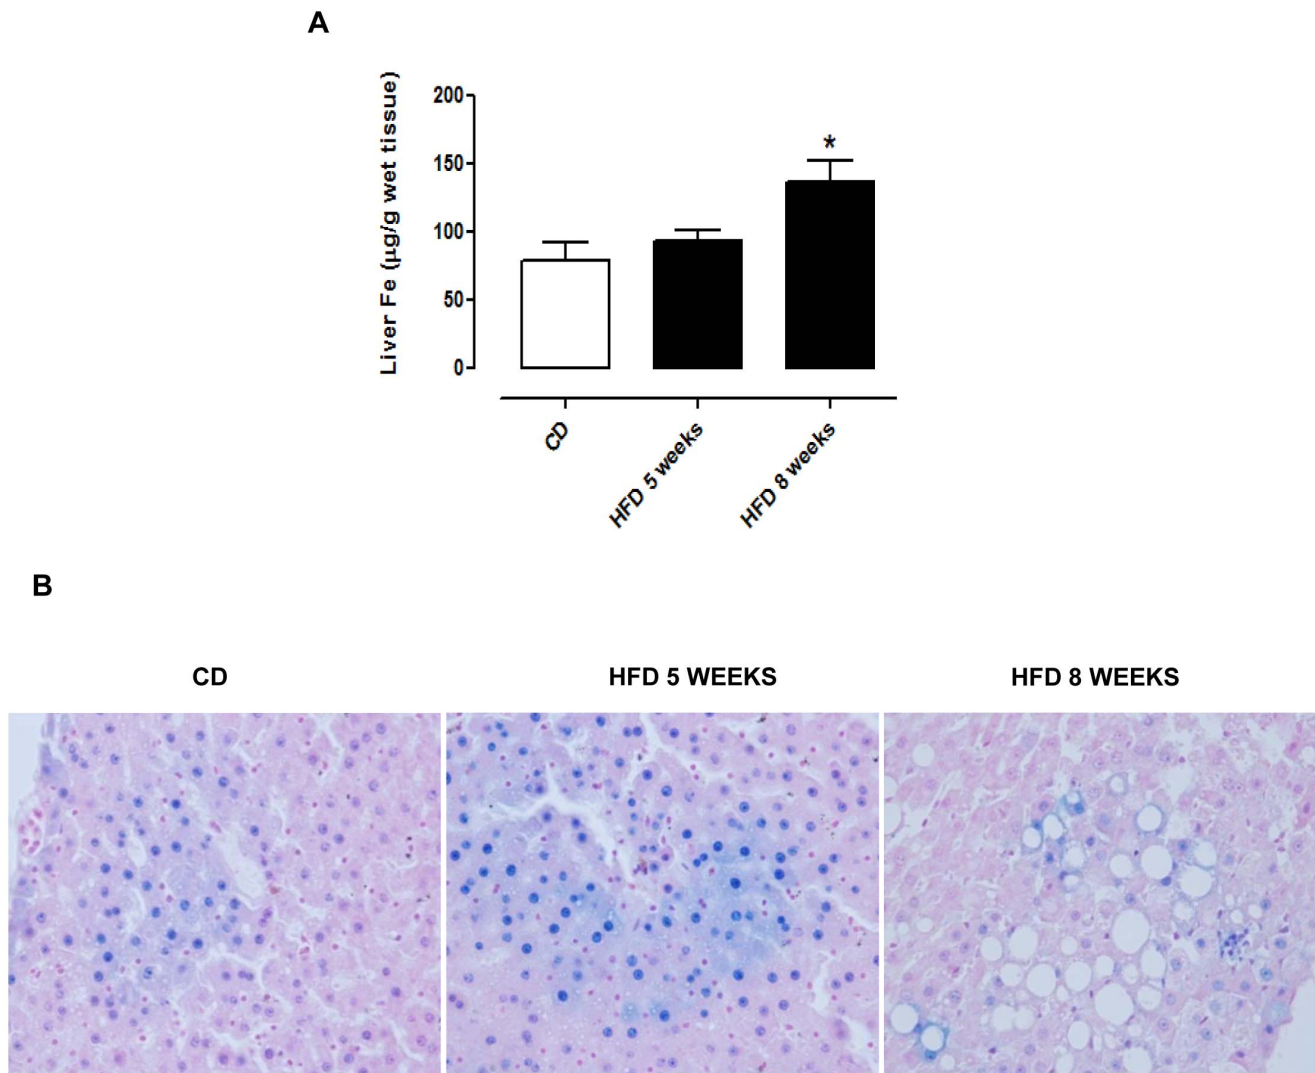 A
Liver Fe (µg/g wet tissue)
200
150
100
50
0
*
CD
HFD 5 weeks
HFD 8 weeks
B
CD
HFD 5 WEEKS
HFD 8 WEEKS